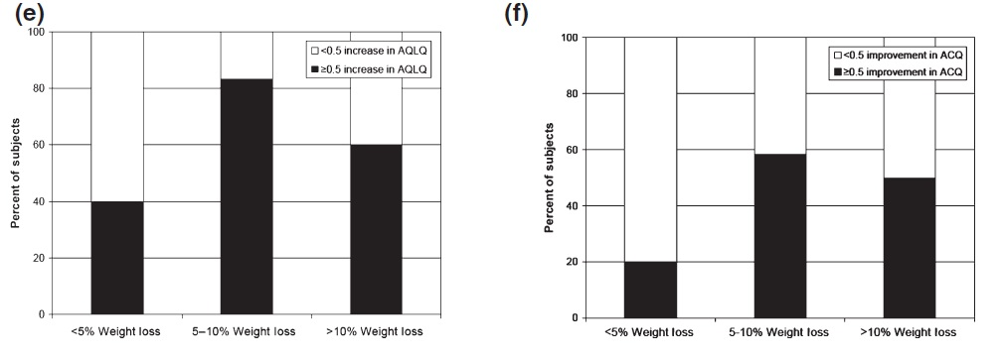 (e)
Percent of subjects
100
80
60
40
20
0
<0.5 increase in AQLQ
≥0.5 increase in AQLQ
<5% Weight loss
5–10% Weight loss
>10% Weight loss
(f)
Percent of subjects
100
80
60
40
20
0
<0.5 improvement in ACQ
≥0.5 improvement in ACQ
<5% Weight loss
5-10% Weight loss
>10% Weight loss